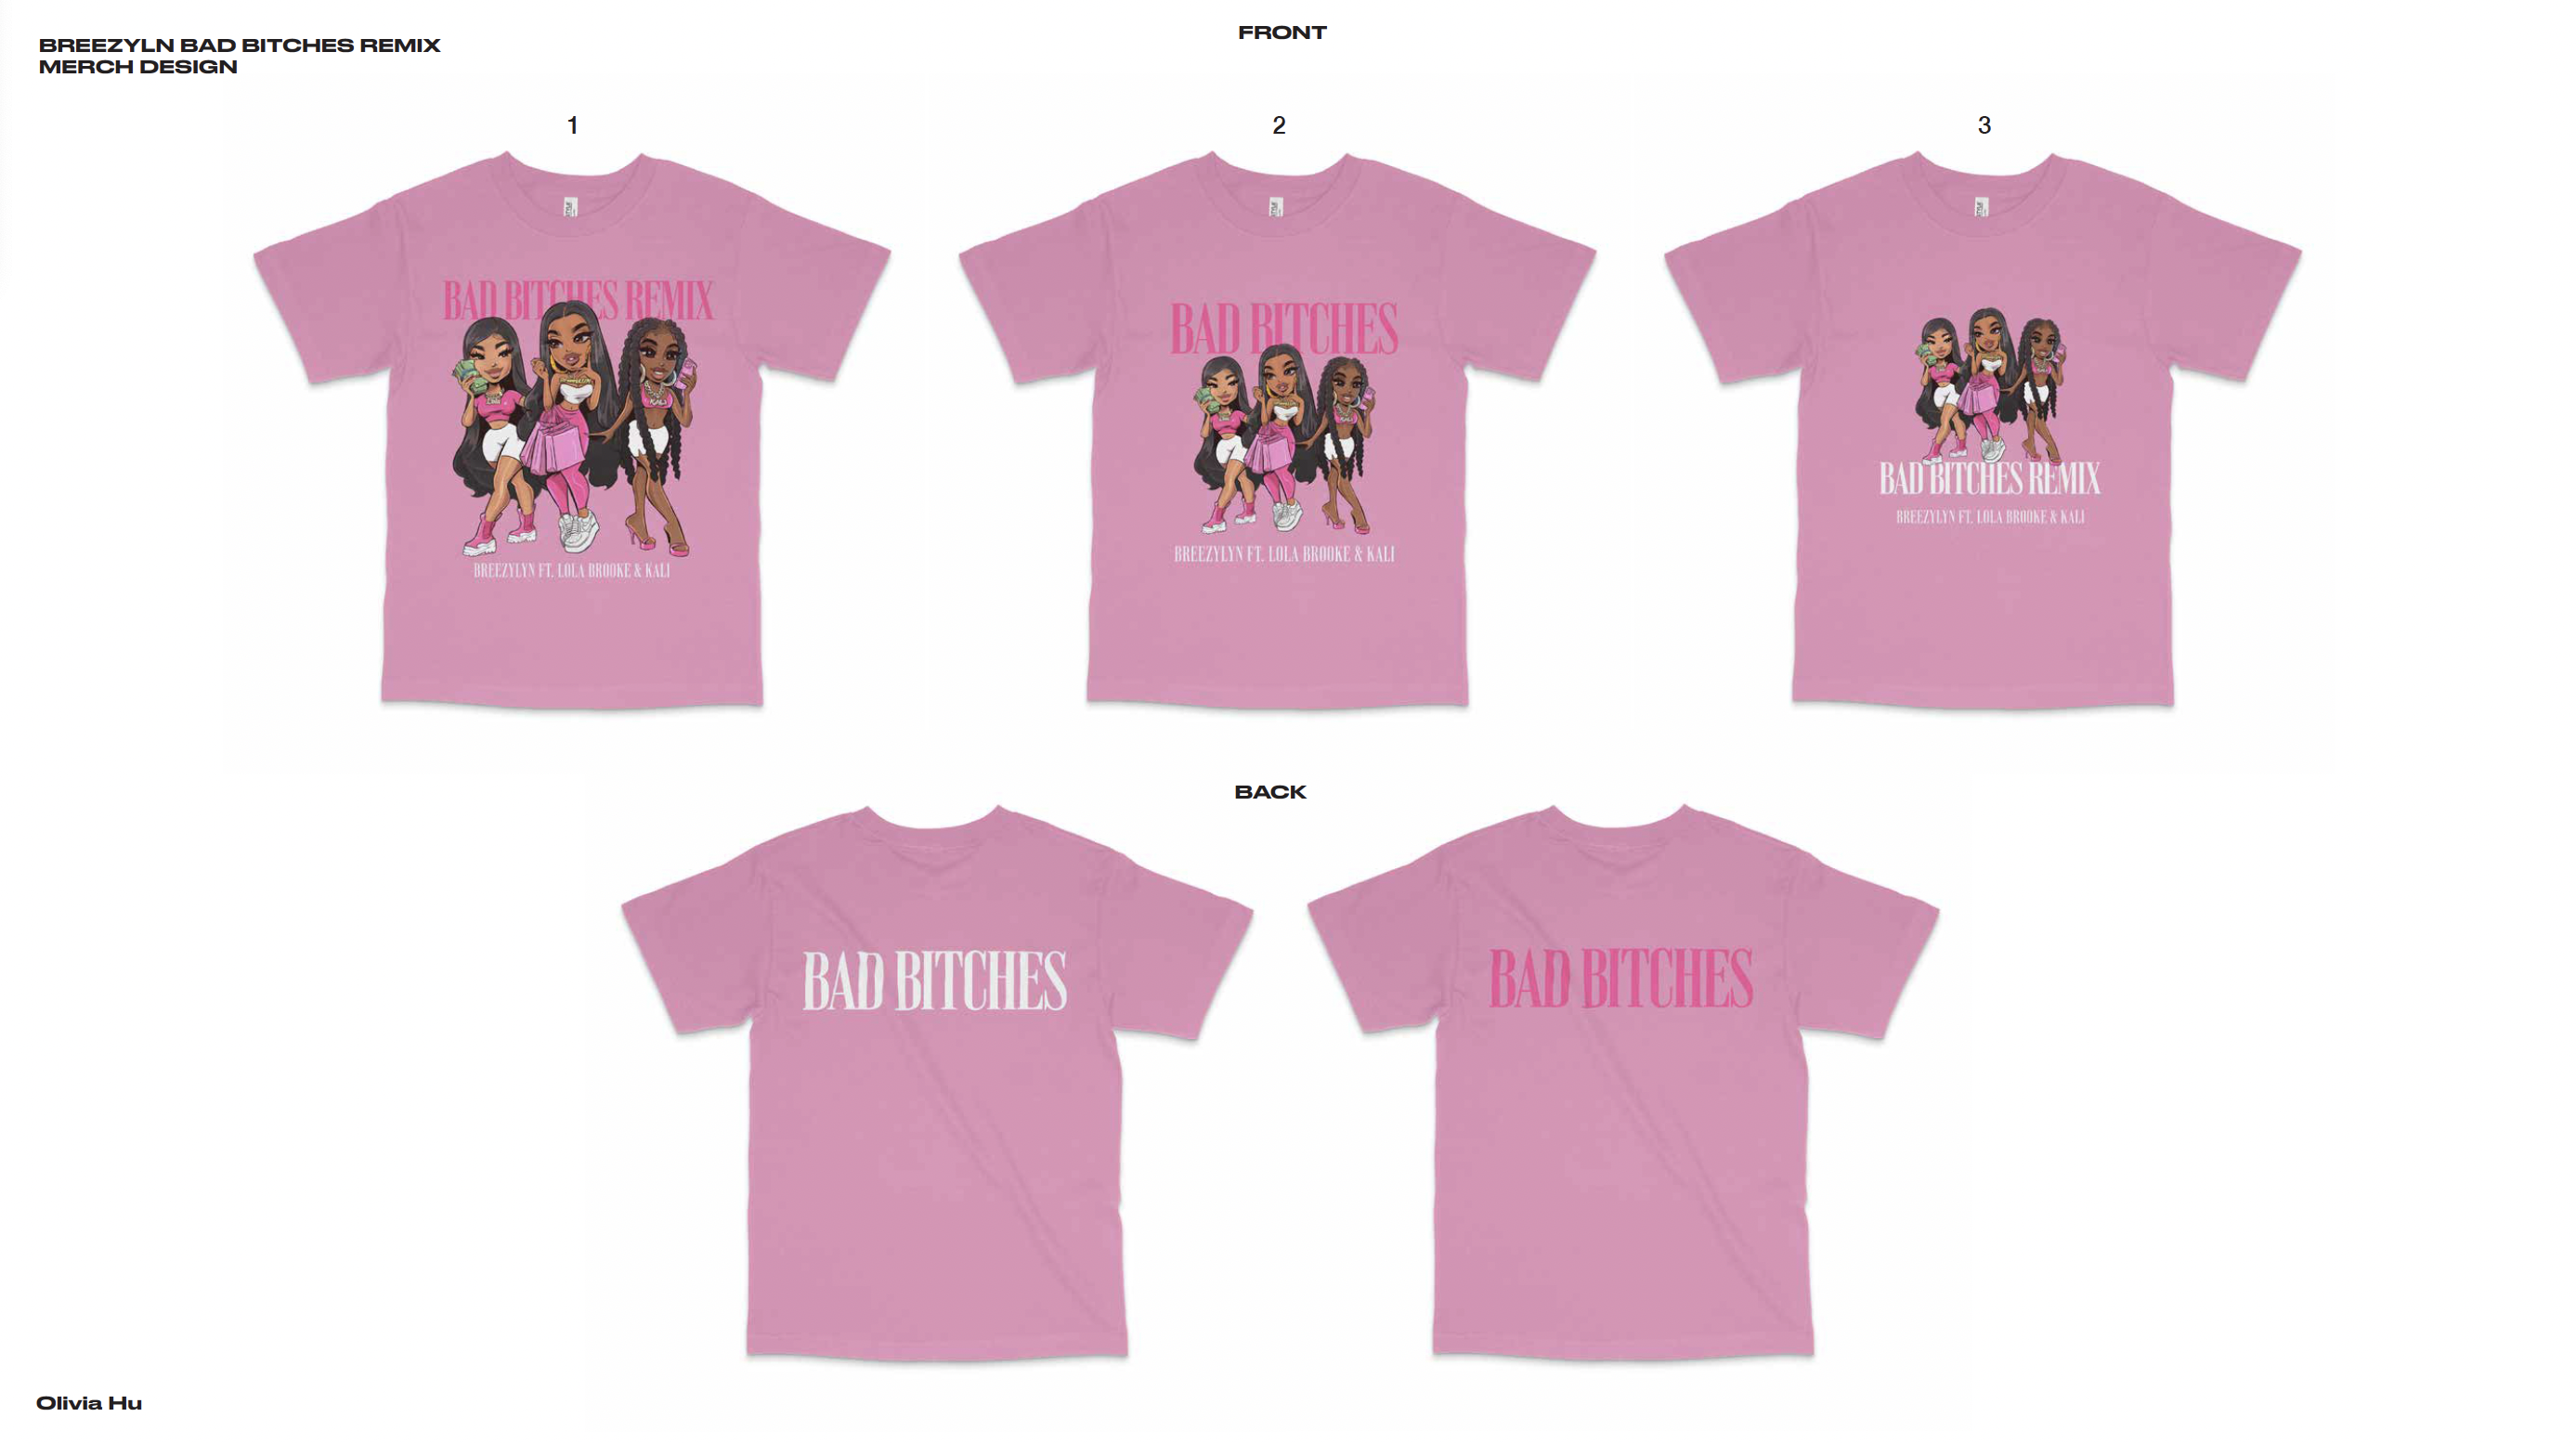 BREEZYLN BAD BITCHES REMIX
MERCH DESIGN
FRONT
1
2
3
BAD BITCHES REMIX
KALI
BREEZYLYN FT. LOLA BROOKE & KALI
BAD BITCHES
BREEZYLYN FT. LOLA BROOKE & KALI
BAD BITCHES REMIX
BREEZYLYN FT. LOLA BROOKE & KALI
BACK
BAD BITCHES
BAD BITCHES
Olivia Hu